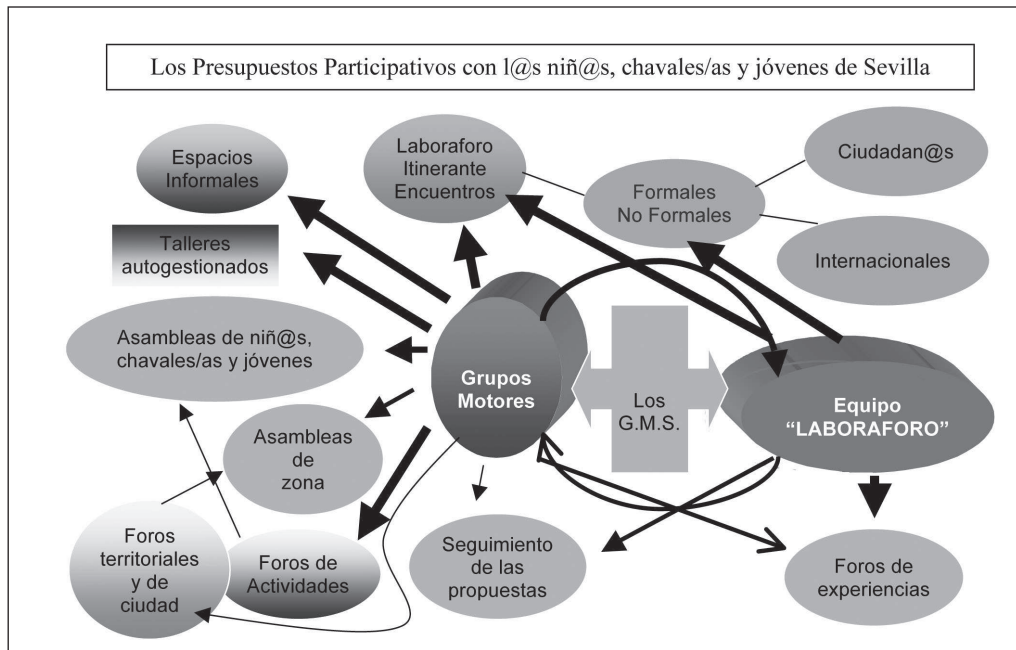 Los Presupuestos Participativos con l@s niñ@s, chavales/as y jóvenes de Sevilla
Espacios
Informales
Laboraforo
Itinerante
Encuentros
Formales
No Formales
Ciudadan@s
Internacionales
Talleres
autogestionados
Asambleas de niñ@s,
chavales/as y jóvenes
Grupos
Motores
Los
G.M.S.
Equipo
“LABORAFORO”
Asambleas
de
zona
Foros
territoriales
y de
ciudad
Foros de
Actividades
Seguimiento
de las
propuestas
Foros de
experiencias